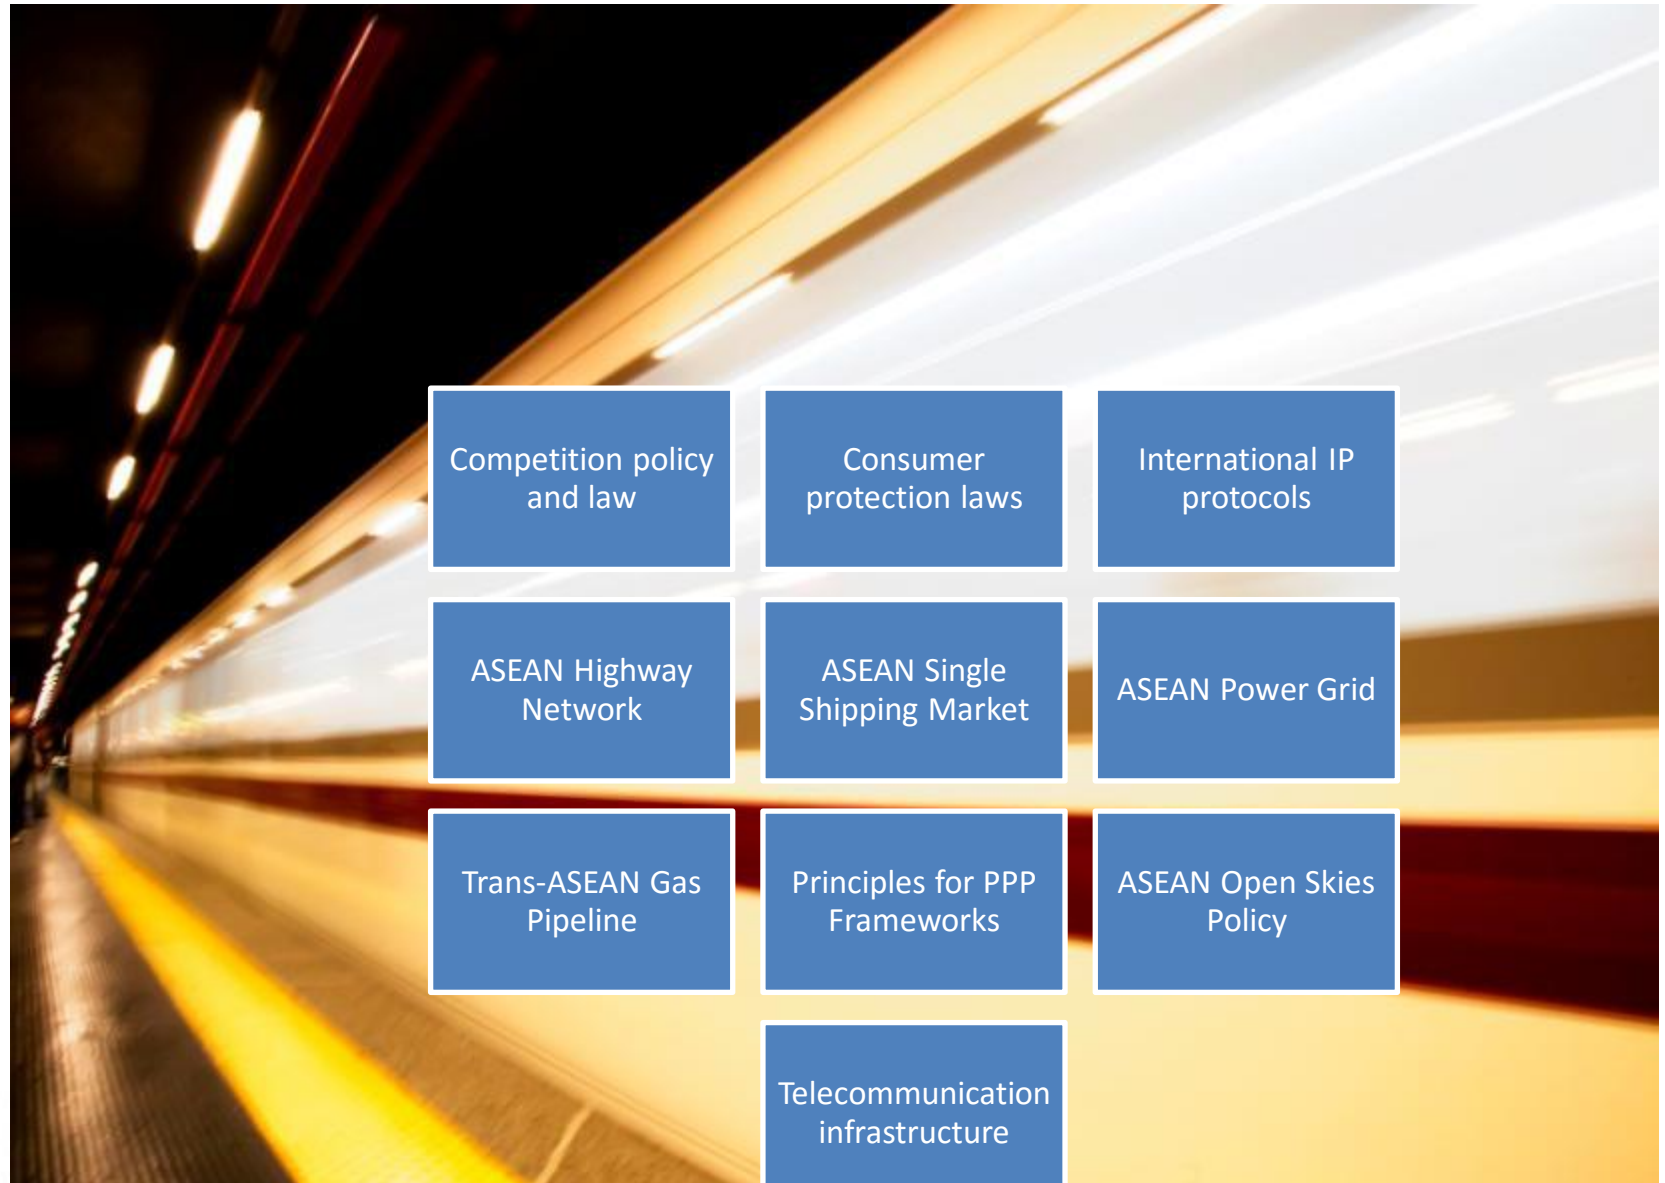 Competition policy
and law
Consumer
protection laws
International IP
protocols
ASEAN Highway
Network
ASEAN Single
Shipping Market
ASEAN Power Grid
Trans-ASEAN Gas
Pipeline
Principles for PPP
Frameworks
ASEAN Open Skies
Policy
Telecommunication
infrastructure